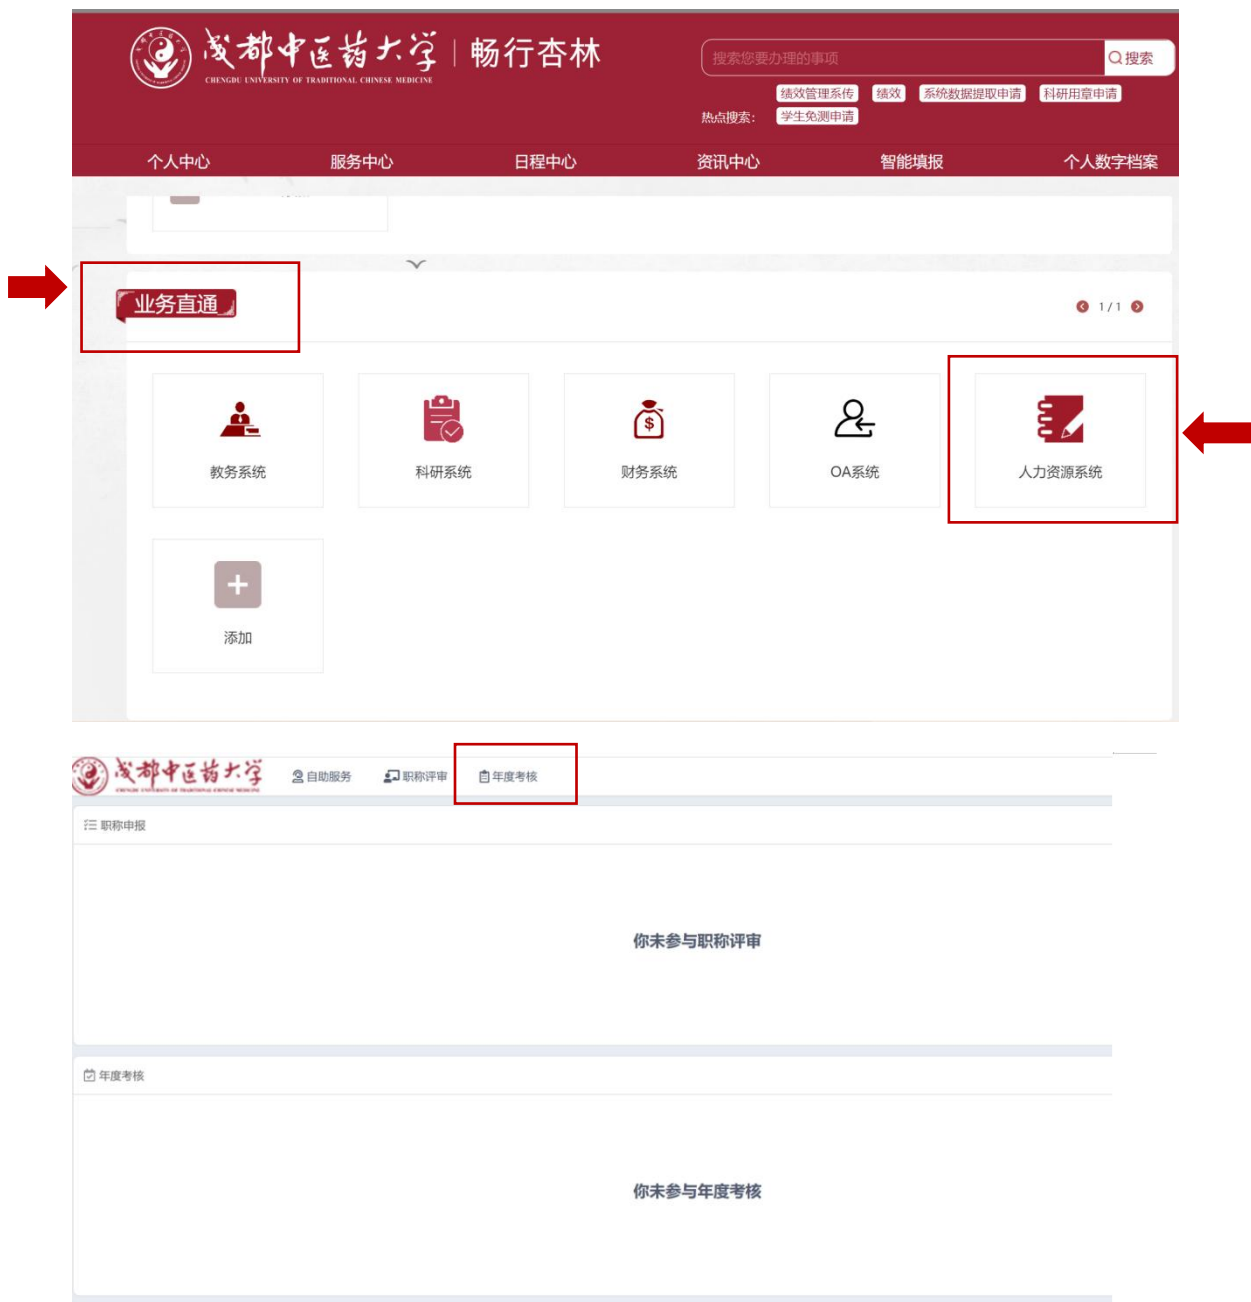 成都中医药大学 畅行杏林
CHENGDU UNIVERSITY OF TRADITIONAL CHINESE MEDICINE
搜索您要办理的事项 搜索
热点搜索: 绩效管理系传 绩效 系统数据提取申请 科研用章申请
学生免测申请
个人中心 服务中心 日程中心 资讯中心 智能填报 个人数字档案
业务直通 1/1
教务系统 科研系统 财务系统 OA系统 人力资源系统
添加
成都中医药大学 自助服务 职称评审 年度考核
CHENGDU UNIVERSITY OF TRADITIONAL CHINESE MEDICINE
职称申报
你未参与职称评审
年度考核
你未参与年度考核